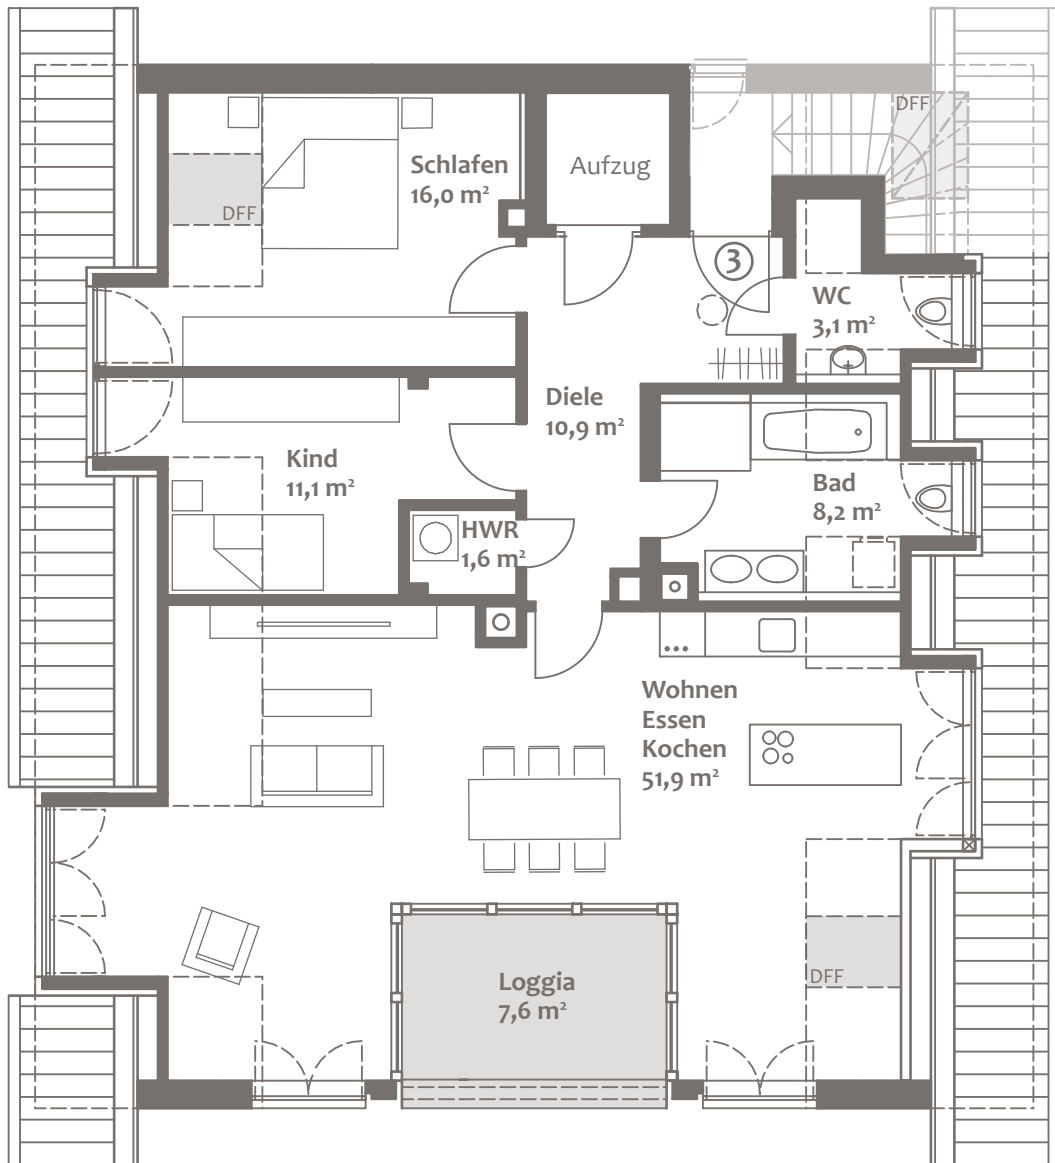 DFF
Schlafen
16,0 m²
Aufzug
DFF
3
WC
3,1 m²
Diele
10,9 m²
Kind
11,1 m²
Bad
8,2 m²
HWR
1,6 m²
Wohnen
Essen
Kochen
51,9 m²
Loggia
7,6 m²
DFF